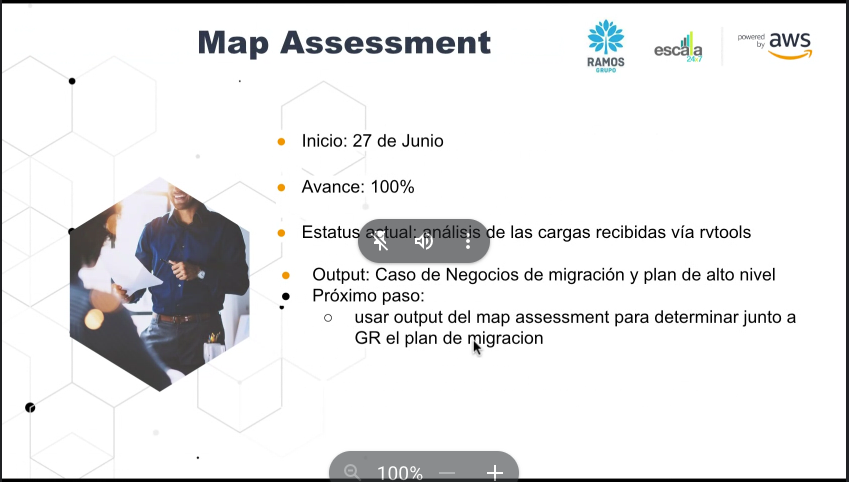 Map Assessment
RAMOS
GRUPO
escala
24x7
powered
by
aws
Inicio: 27 de Junio
Avance: 100%
Estatus actual: análisis de las cargas recibidas vía rvtools
Output: Caso de Negocios de migración y plan de alto nivel
Próximo paso:
usar output del map assessment para determinar junto a
GR el plan de migracion
100%